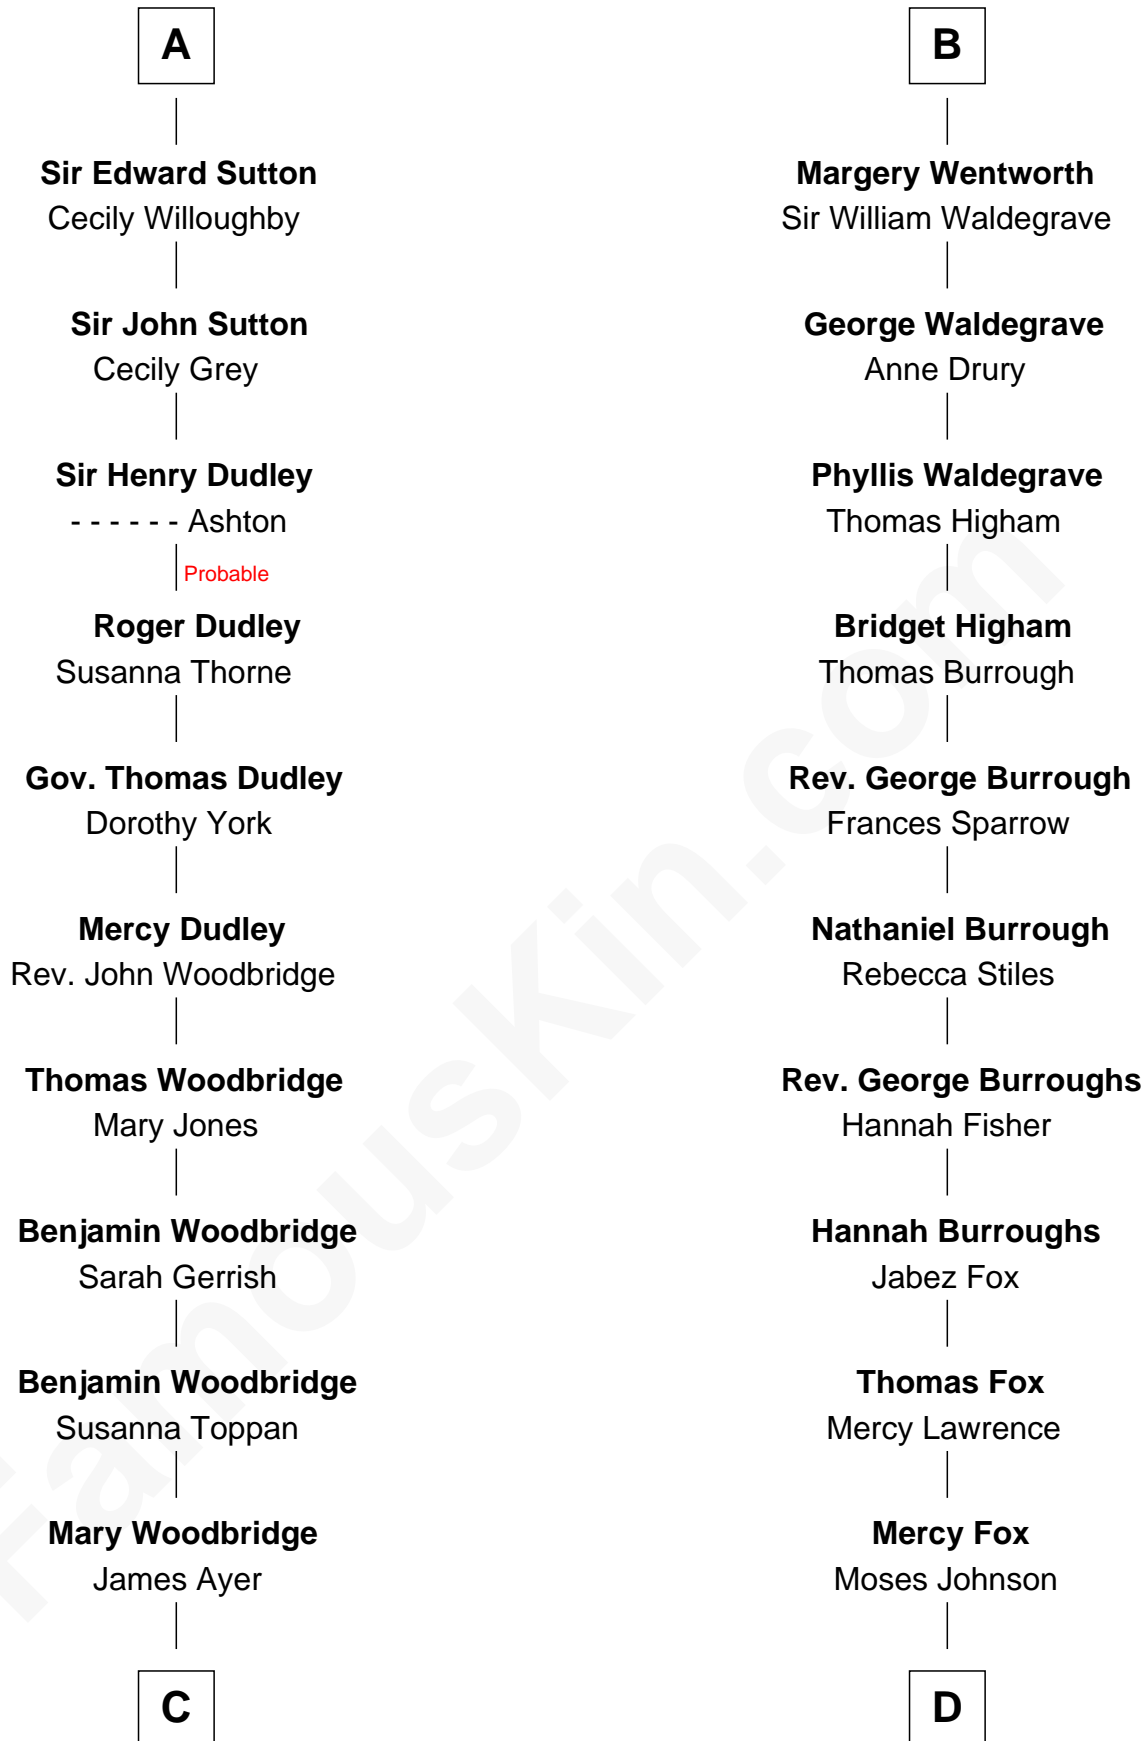 A
Sir Edward Sutton
Cecily Willoughby
Sir John Sutton
Cecily Grey
Sir Henry Dudley
- - - - - - Ashton
Probable
Roger Dudley
Susanna Thorne
Gov. Thomas Dudley
Dorothy York
Mercy Dudley
Rev. John Woodbridge
Thomas Woodbridge
Mary Jones
Benjamin Woodbridge
Sarah Gerrish
Benjamin Woodbridge
Susanna Toppan
Mary Woodbridge
James Ayer
C
B
Margery Wentworth
Sir William Waldegrave
George Waldegrave
Anne Drury
Phyllis Waldegrave
Thomas Higham
Bridget Higham
Thomas Burrough
Rev. George Burrough
Frances Sparrow
Nathaniel Burrough
Rebecca Stiles
Rev. George Burroughs
Hannah Fisher
Hannah Burroughs
Jabez Fox
Thomas Fox
Mercy Lawrence
Mercy Fox
Moses Johnson
D
FamousKin.com